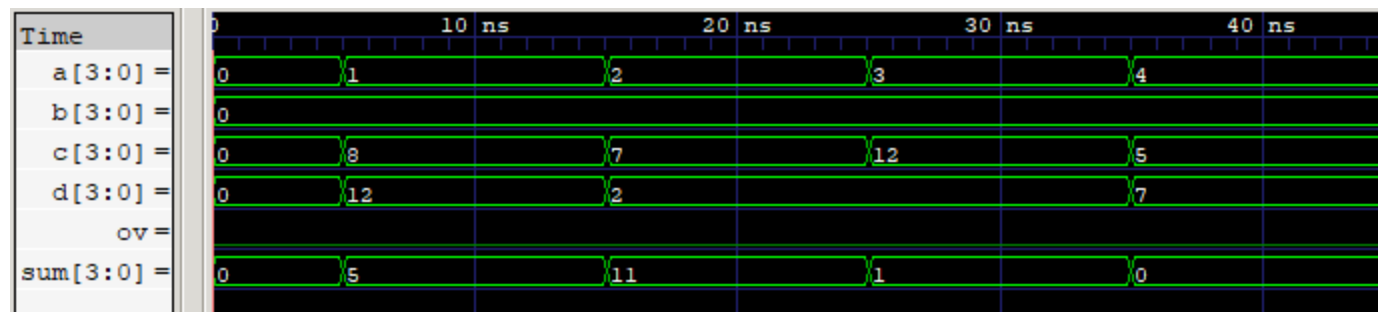 Time 0 10 ns 20 ns 30 ns 40 ns
a[3:0] = 0 1 2 3 4
b[3:0] = 0
c[3:0] = 0 8 7 12 5
d[3:0] = 0 12 2 7
ov =
sum[3:0] = 0 5 11 1 0